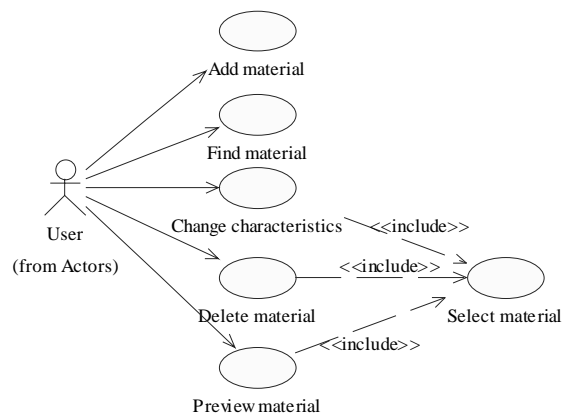 Add material
Find material
Change characteristics
<<include>>
User
(from Actors)
<<include>>
Delete material
Select material
<<include>>
Preview material